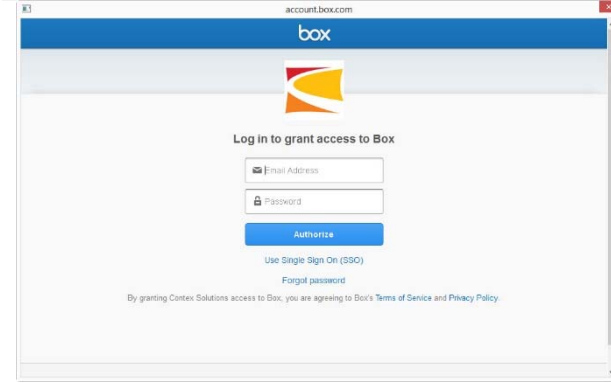 account.box.com
box
Log in to grant access to Box
Email Address
Password
Authorize
Use Single Sign On (SSO)
Forgot password
By granting Contex Solutions access to Box, you are agreeing to Box's Terms of Service and Privacy Policy.